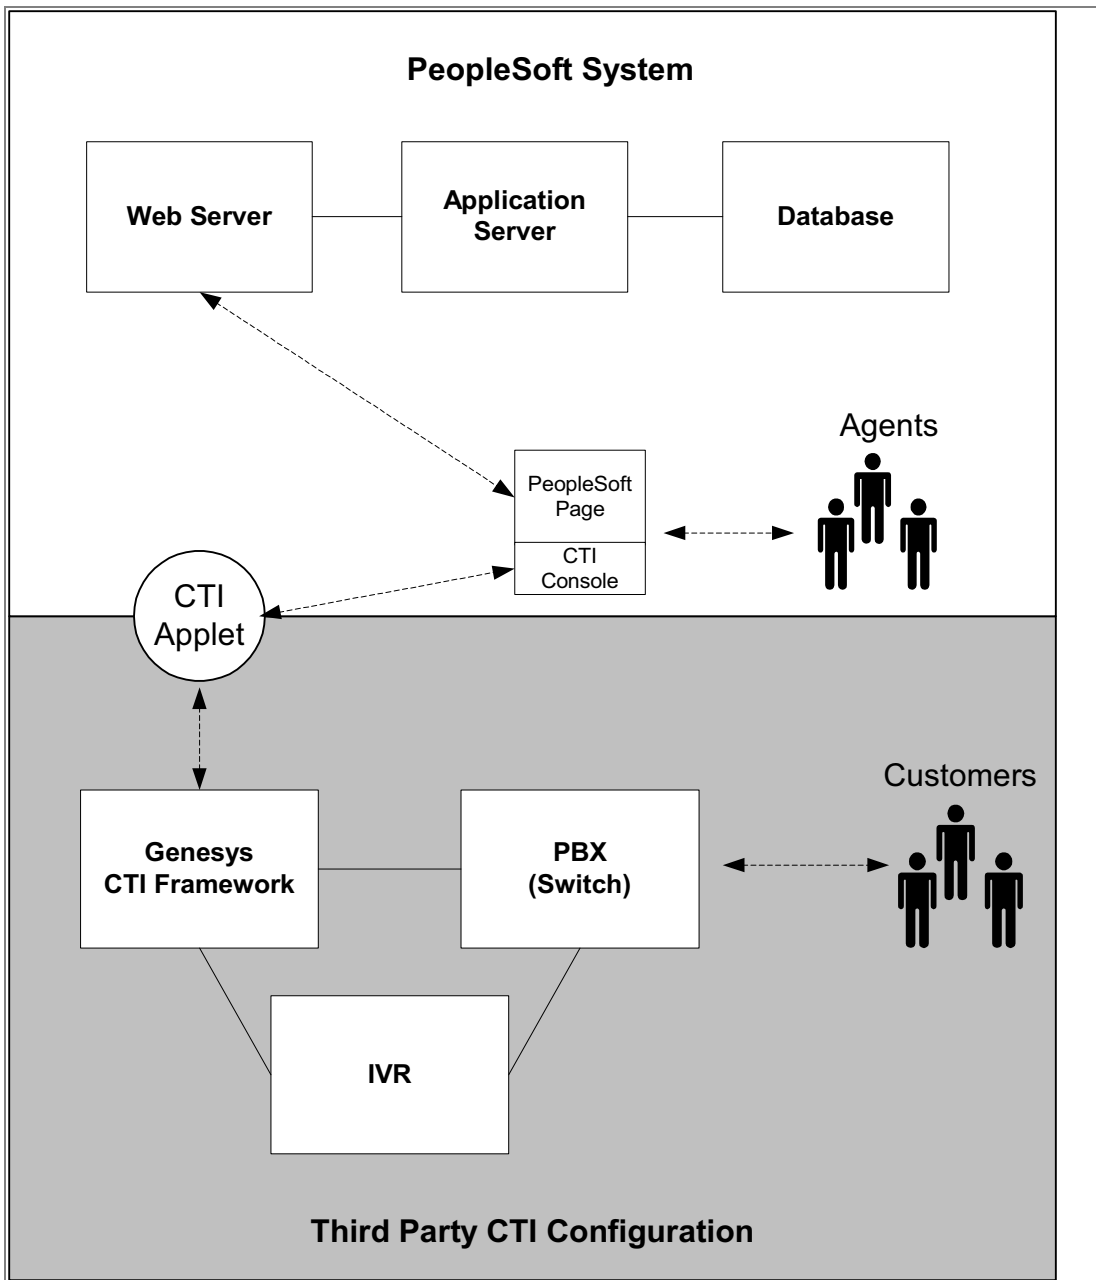 PeopleSoft System
Web Server
Application
Server
Database
Agents
PeopleSoft
Page
CTI
Console
CTI
Applet
Customers
Genesys
CTI Framework
PBX
(Switch)
IVR
Third Party CTI Configuration